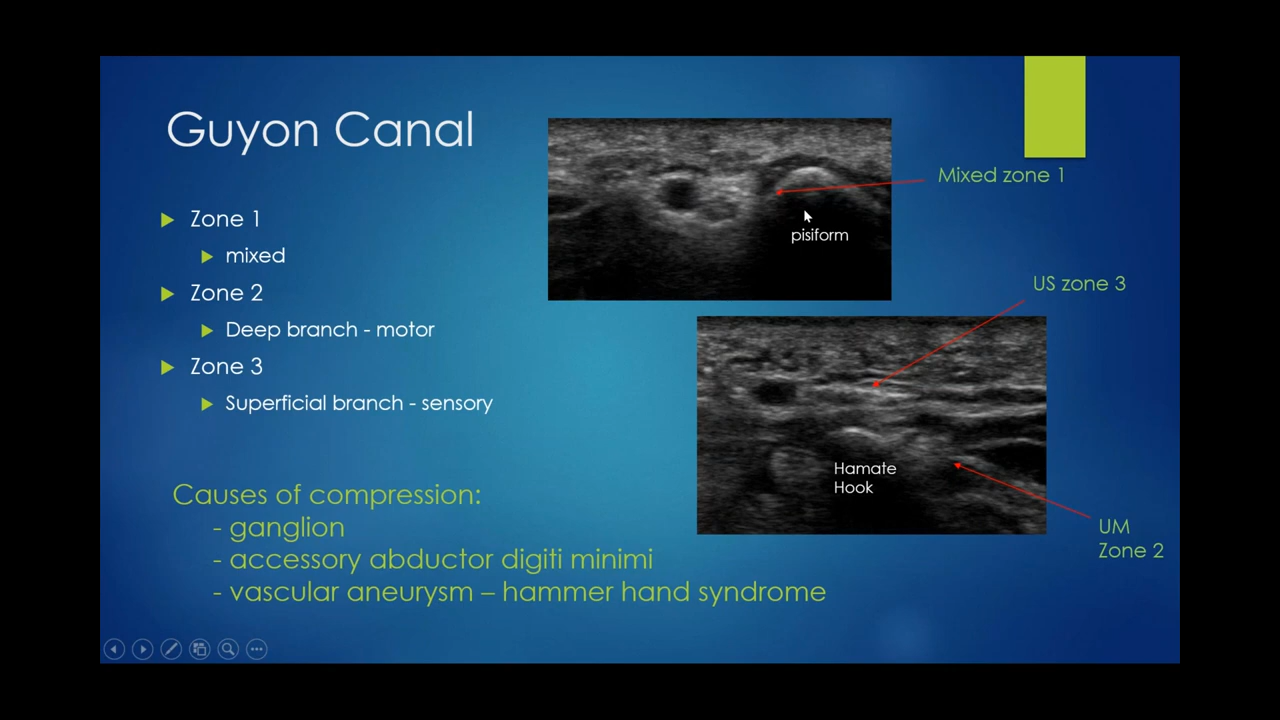 Guyon Canal
Zone 1
mixed
Zone 2
Deep branch - motor
Zone 3
Superficial branch - sensory
Causes of compression:
- ganglion
- accessory abductor digiti minimi
- vascular aneurysm – hammer hand syndrome
Mixed zone 1
pisiform
US zone 3
Hamate
Hook
UM
Zone 2